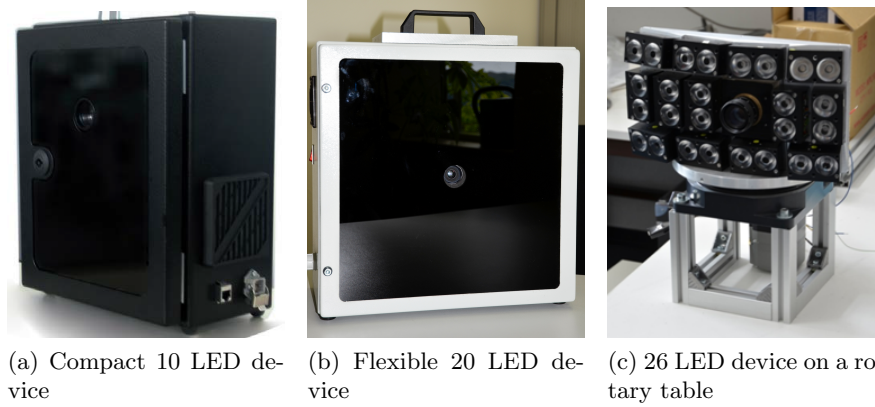 (a) Compact 10 LED de-
vice
(b) Flexible 20 LED de-
vice
(c) 26 LED device on a ro-
tary table